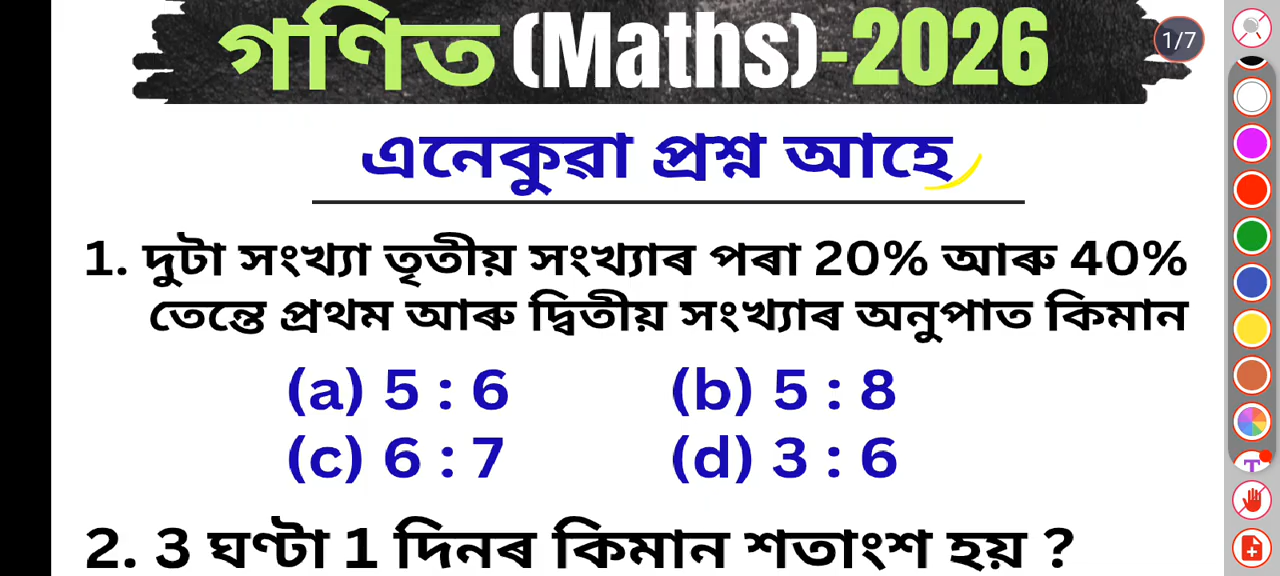 গণিত (Maths)-2026
1/7
এনেকুৱা প্ৰশ্ন আহে
1. দুটা সংখ্যা তৃতীয় সংখ্যাৰ পৰা 20% আৰু 40%
তেন্তে প্ৰথম আৰু দ্বিতীয় সংখ্যাৰ অনুপাত কিমান
(a) 5 : 6 (b) 5 : 8
(c) 6 : 7 (d) 3 : 6
2. 3 ঘণ্টা 1 দিনৰ কিমান শতাংশ হয় ?
T